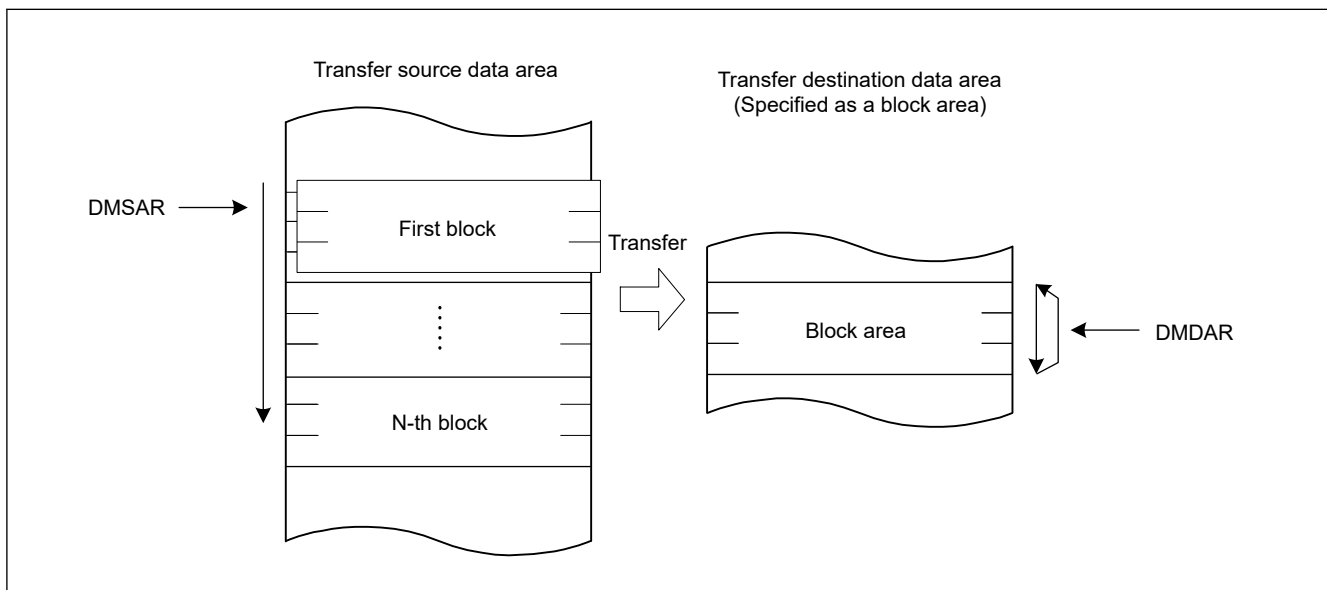 Transfer source data area
Transfer destination data area
(Specified as a block area)
DMSAR
First block
Transfer
Block area
DMDAR
N-th block